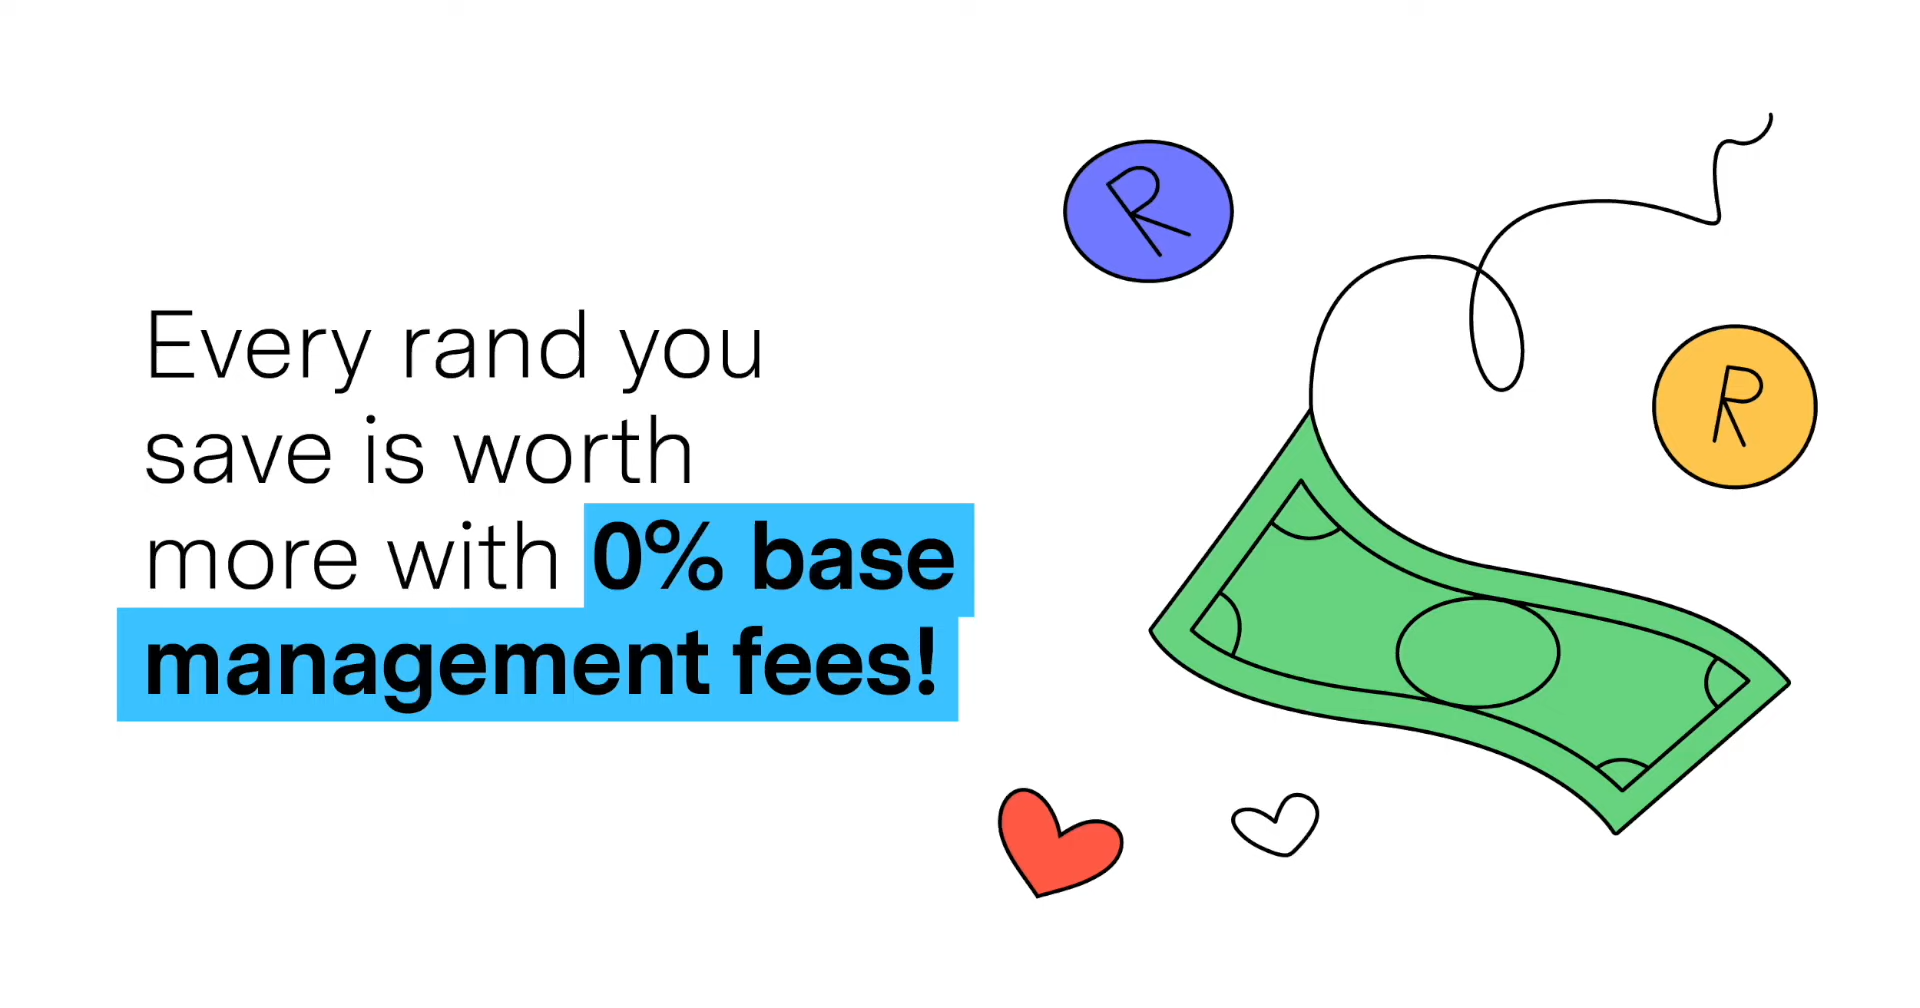 Every rand you
save is worth
more with 0% base
management fees!
R
R